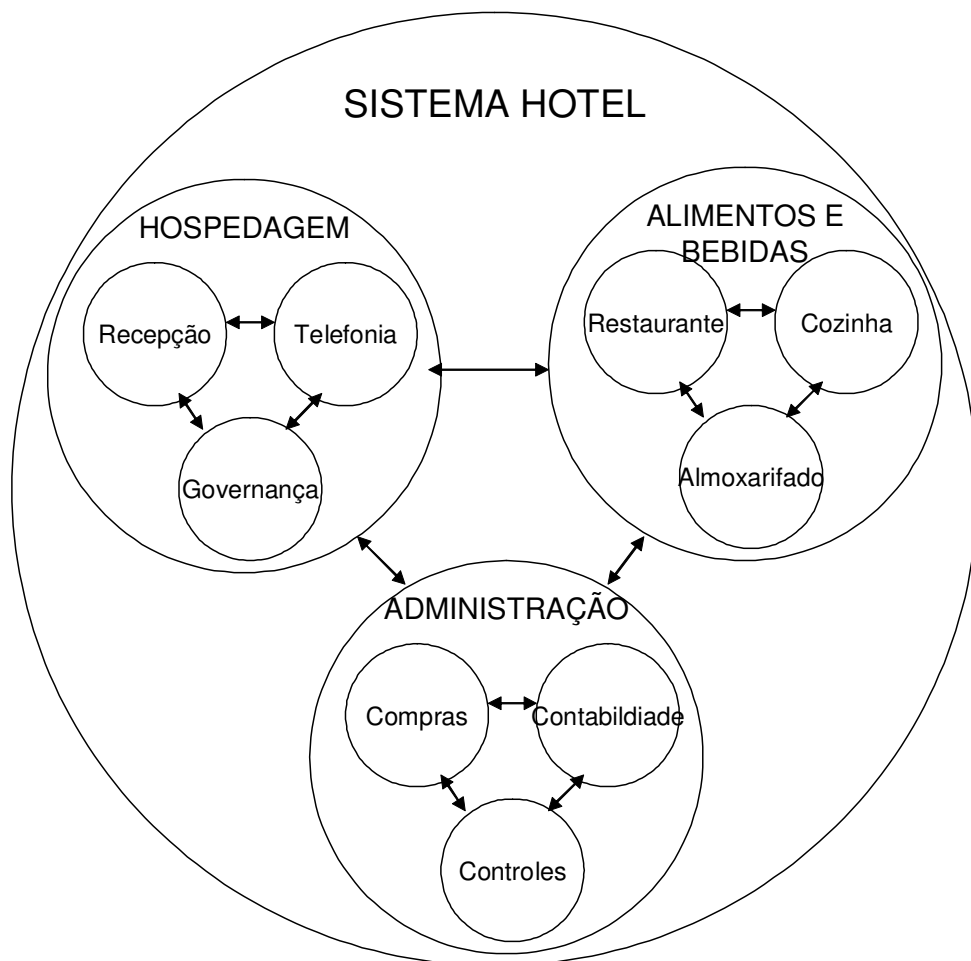 SISTEMA HOTEL
HOSPEDAGEM
Recepção
Telefonia
Governança
ALIMENTOS E
BEBIDAS
Restaurante
Cozinha
Almoxarifado
ADMINISTRAÇÃO
Compras
Contabildiade
Controles